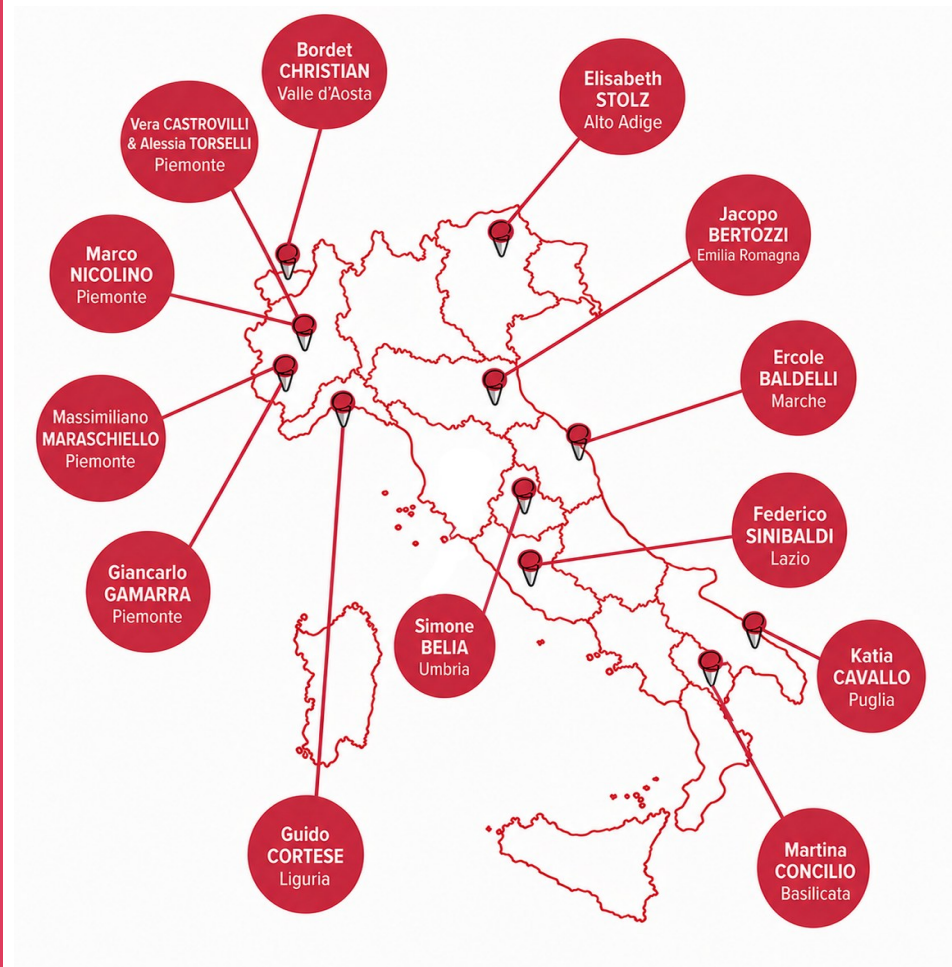 Bordet
CHRISTIAN
Valle d'Aosta
Elisabeth
STOLZ
Alto Adige
Vera CASTROVILLI
& Alessia TORSELLI
Piemonte
Jacopo
BERTOZZI
Emilia Romagna
Marco
NICOLINO
Piemonte
Ercole
BALDELLI
Marche
Massimiliano
MARASCHIELLO
Piemonte
Federico
SINIBALDI
Lazio
Giancarlo
GAMARRA
Piemonte
Simone
BELIA
Umbria
Katia
CAVALLO
Puglia
Guido
CORTESE
Liguria
Martina
CONCILIO
Basilicata